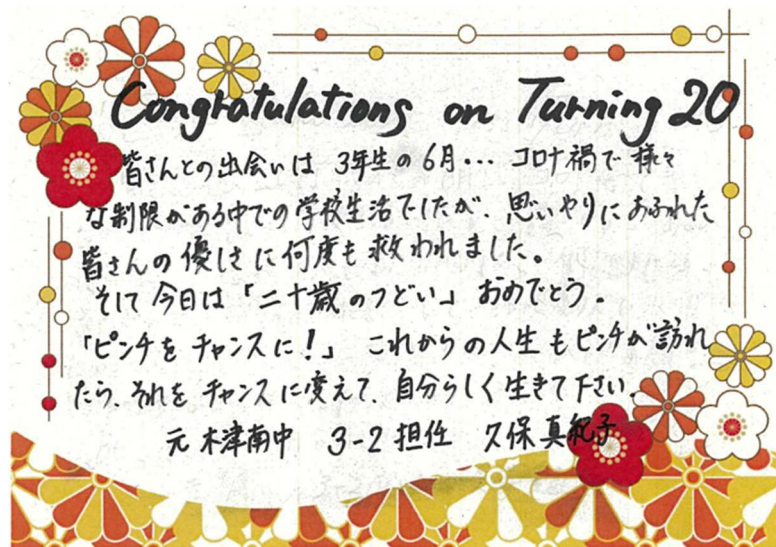 Congratulations on Turning 20
皆さんとの出会いは 3年生の6月… コロナ禍で様々
な制限がある中での学校生活でしたが、思いやりにあふれた
皆さんの優しさに何度も救われました。
そして今日は「二十歳のつどい」おめでとう。
「ピンチをチャンスに！」これからの人生もピンチが訪れ
たら、それをチャンスに変えて、自分らしく生きて下さい。
元木津南中 3-2担任 久保真紀子